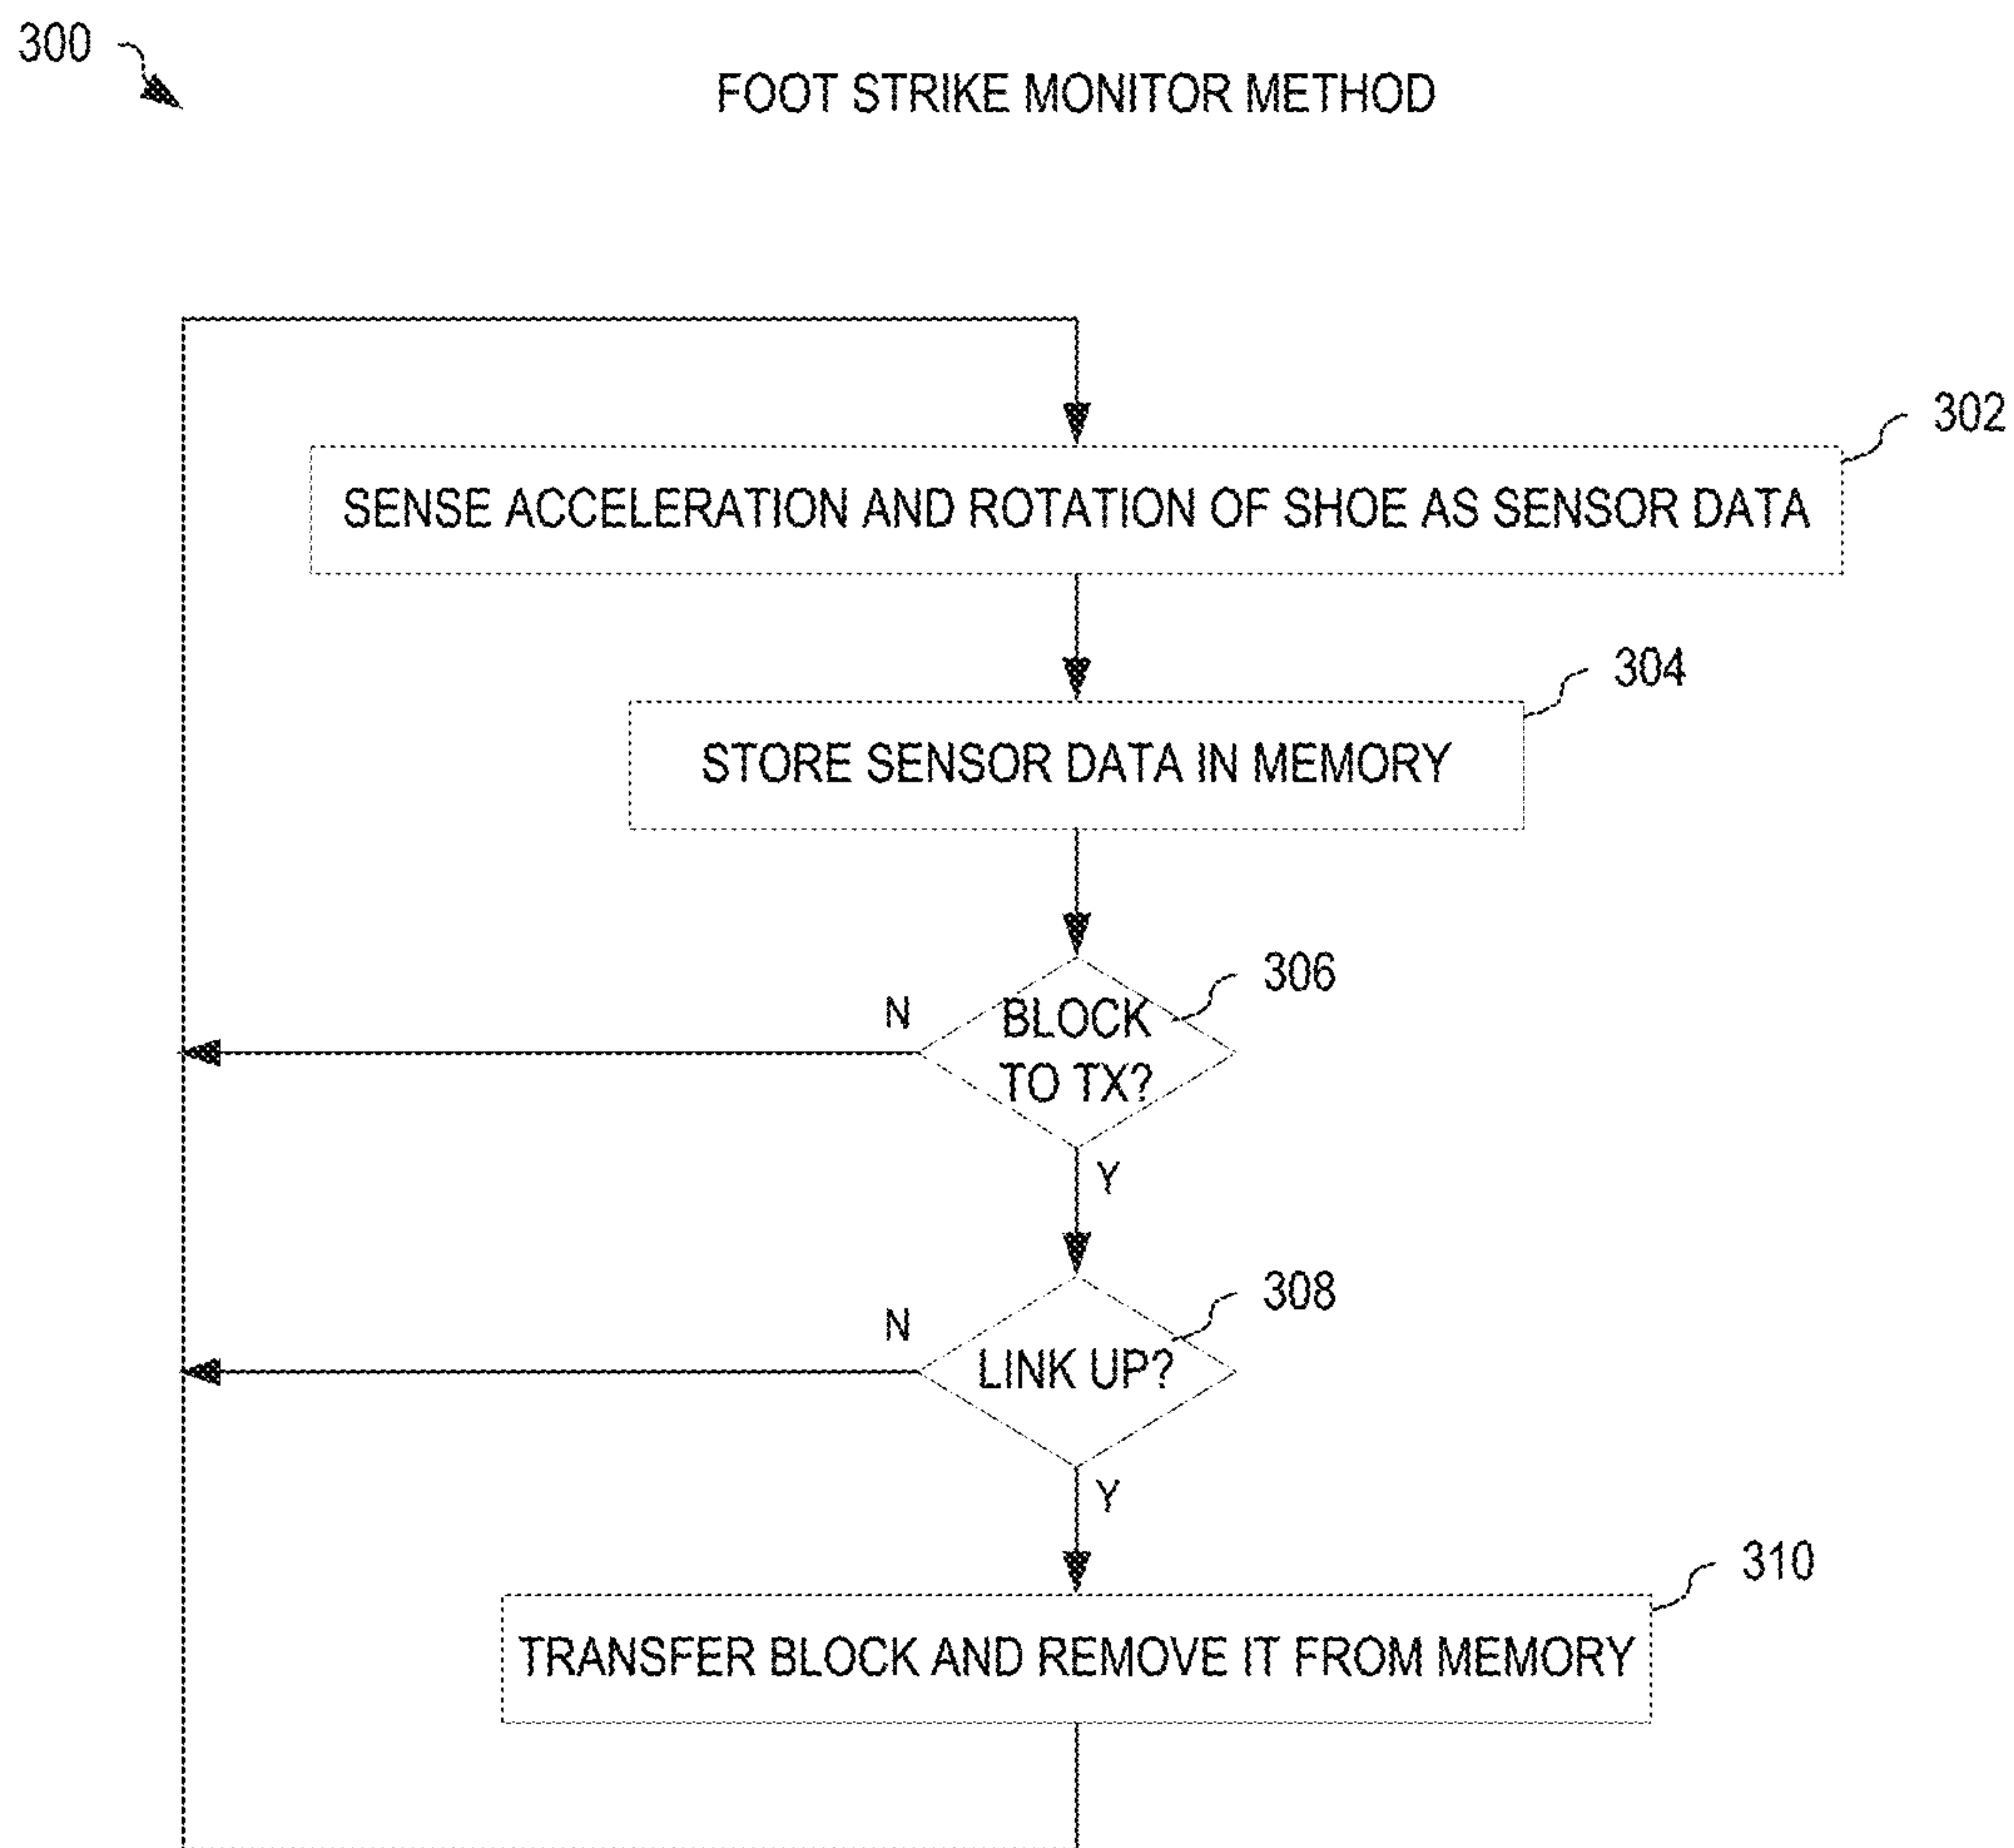 300
FOOT STRIKE MONITOR METHOD
302
SENSE ACCELERATION AND ROTATION OF SHOE AS SENSOR DATA
304
STORE SENSOR DATA IN MEMORY
306
N
BLOCK
TO TX?
Y
308
N
LINK UP?
Y
310
TRANSFER BLOCK AND REMOVE IT FROM MEMORY